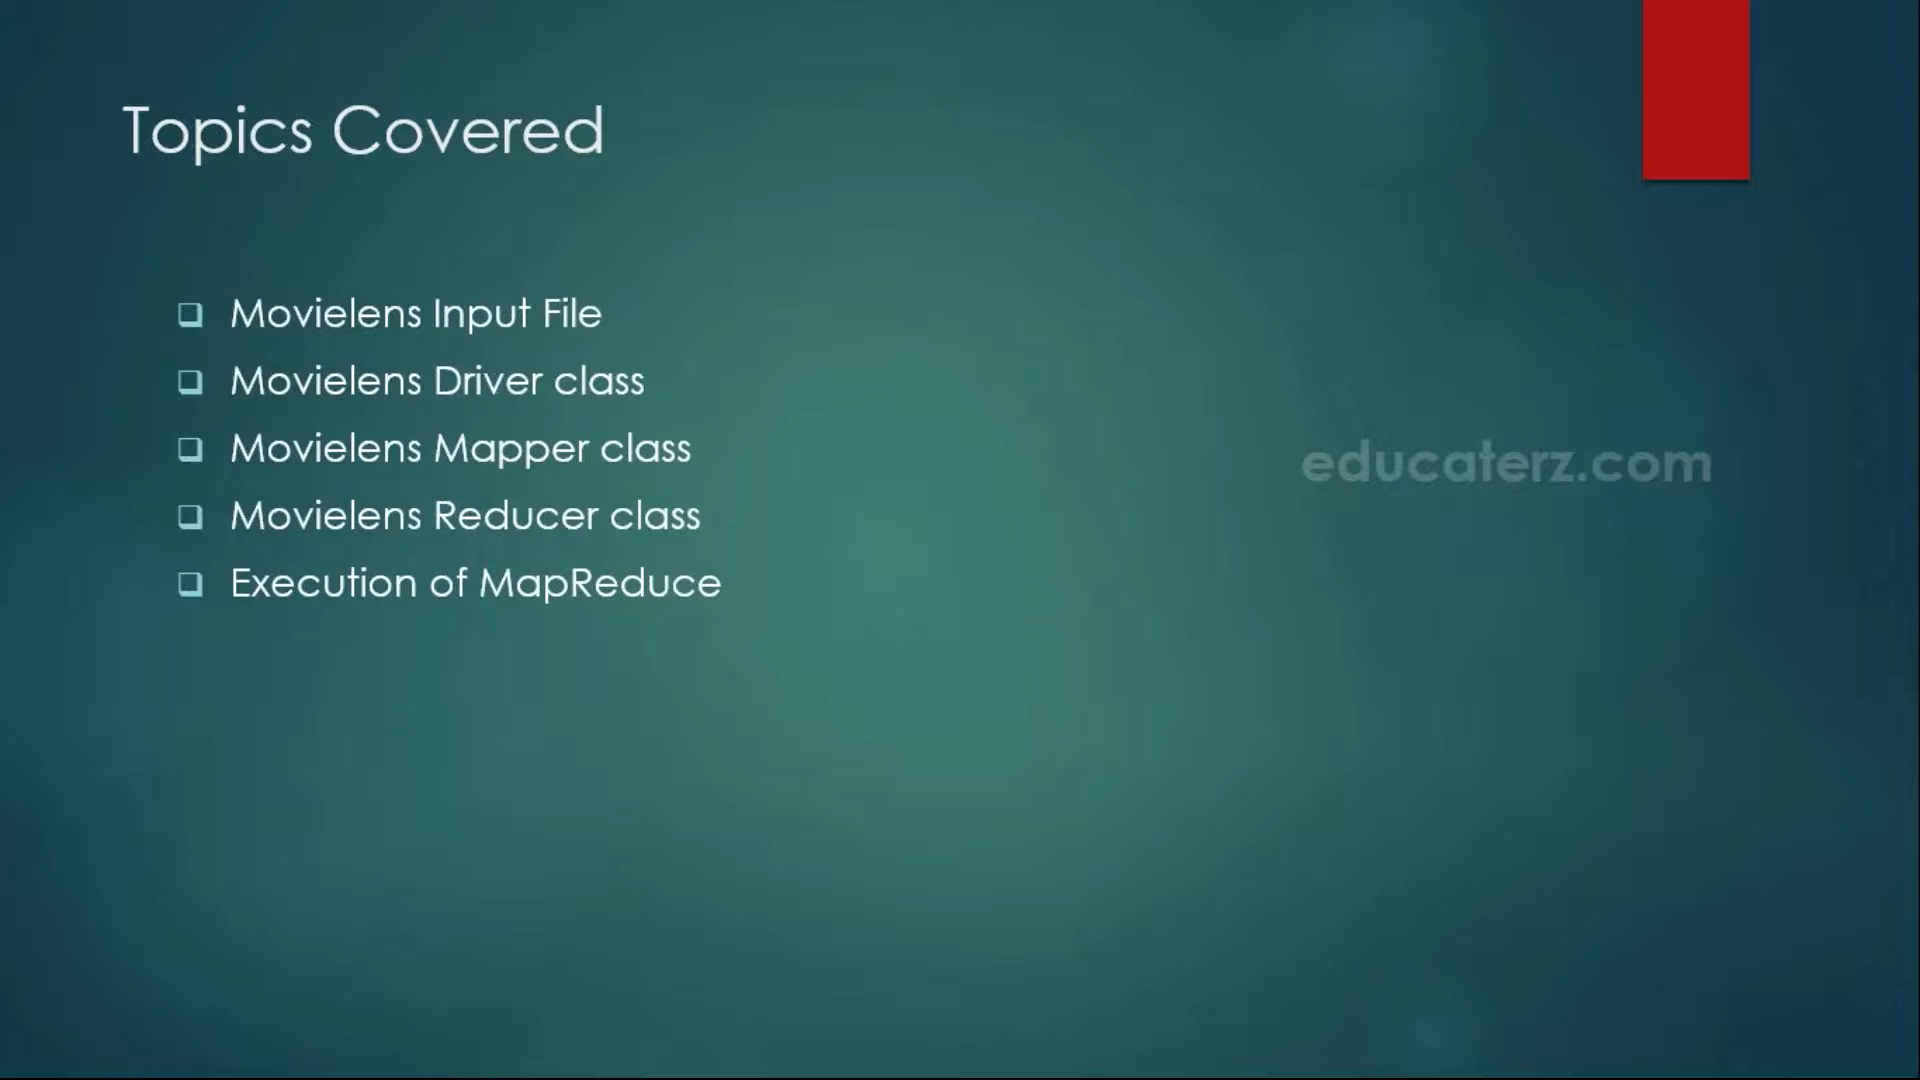 Topics Covered
Movielens Input File
Movielens Driver class
Movielens Mapper class
educaterz.com
Movielens Reducer class
Execution of MapReduce